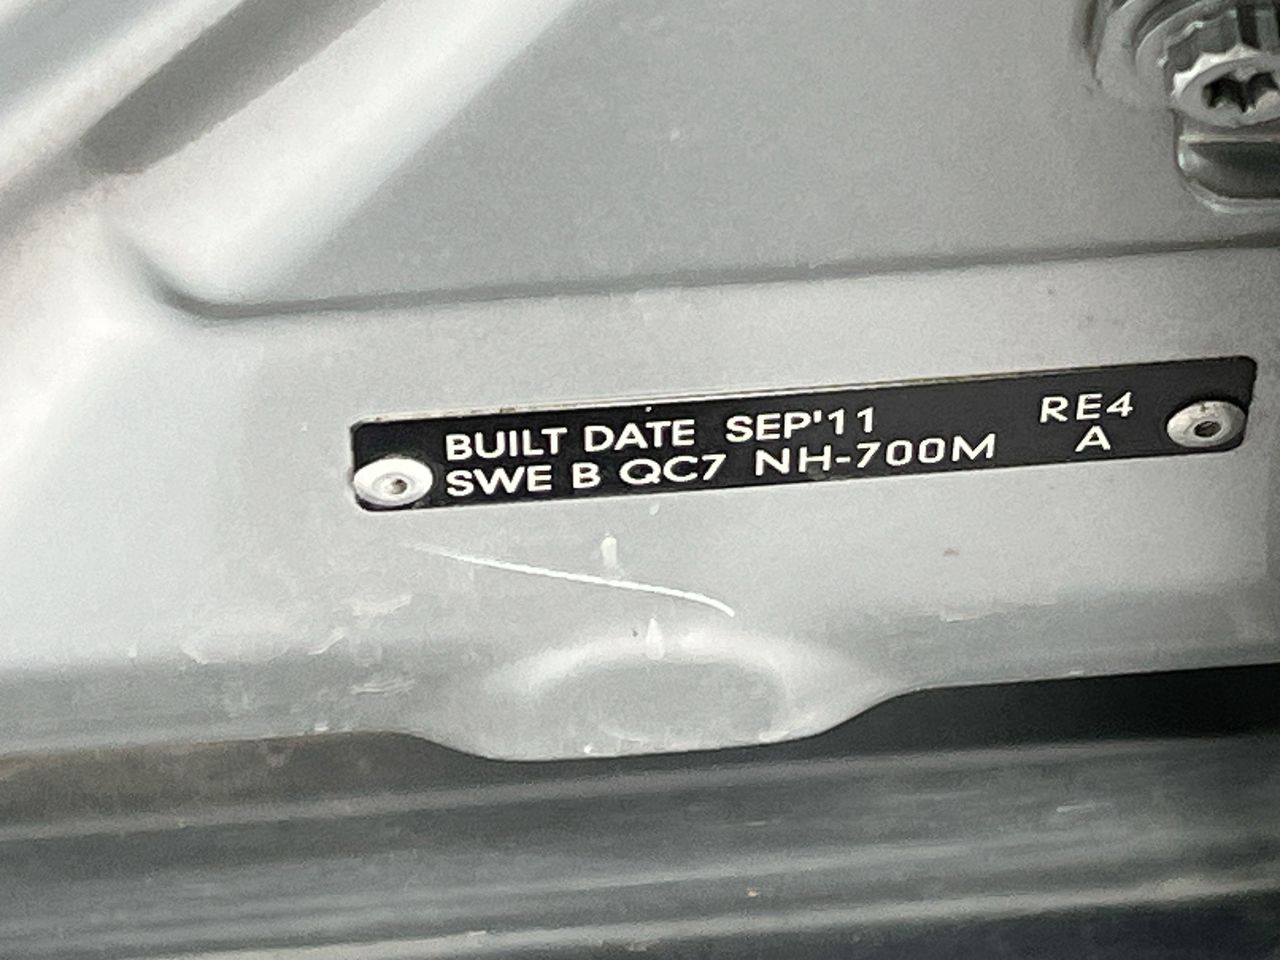 BUILT DATE SEP'11 RE4
SWE B QC7 NH-700M A